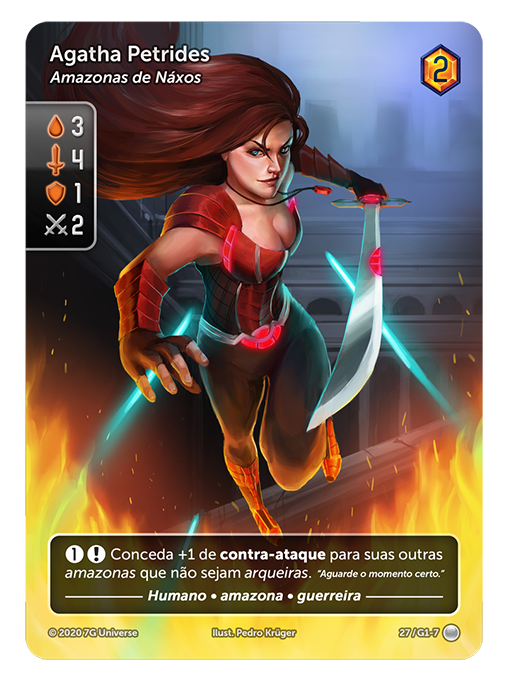 Agatha Petrides
Amazonas de Náxos
2
3
4
1
2
1 ! Conceda +1 de contra-ataque para suas outras
amazonas que não sejam arqueiras. "Aguarde o momento certo."
Humano • amazona • guerreira
© 2020 7G Universe
Ilust. Pedro Krüger
27 /G1-7